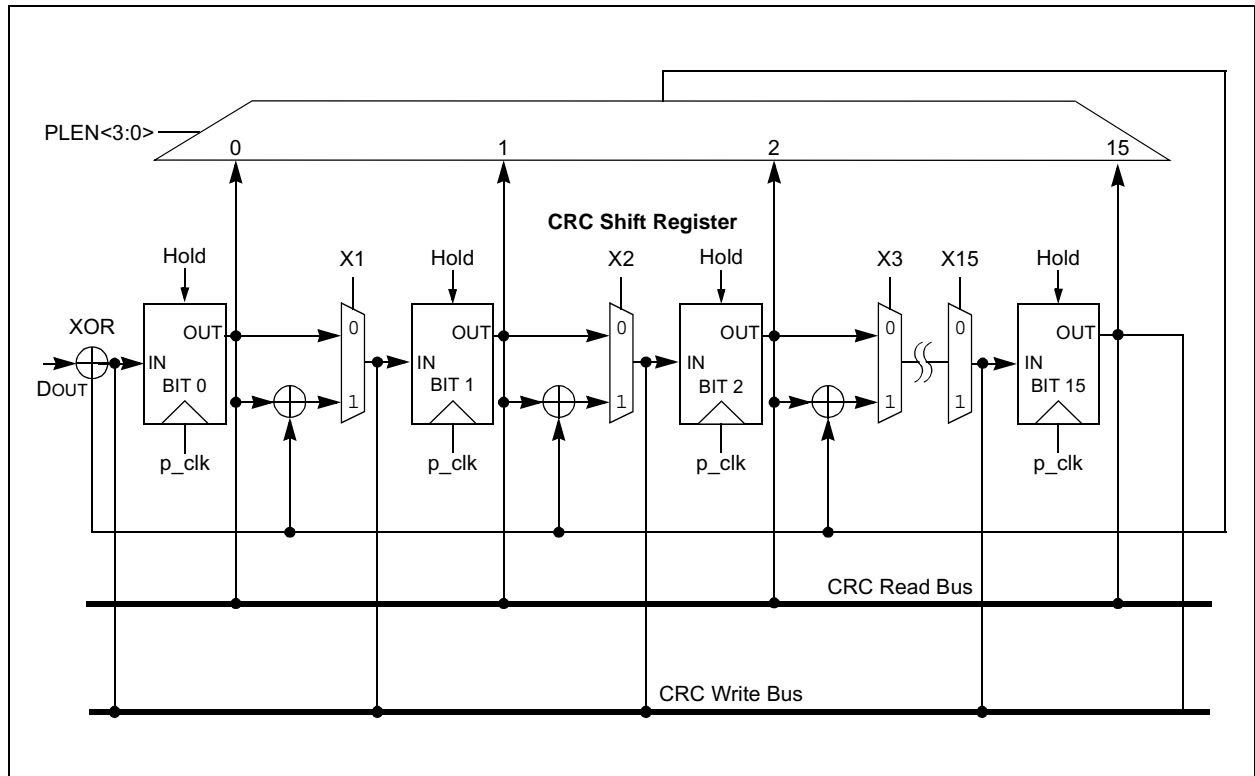 PLEN<3:0>
0 1 2 15
CRC Shift Register
Hold X1 Hold X2 Hold X3 X15 Hold
XOR
OUT 0 OUT 0 OUT 0 0 OUT
IN IN IN IN
DOUT
BIT 0 BIT 1 BIT 2 BIT 15
1 1 1 1
p_clk p_clk p_clk p_clk
CRC Read Bus
CRC Write Bus